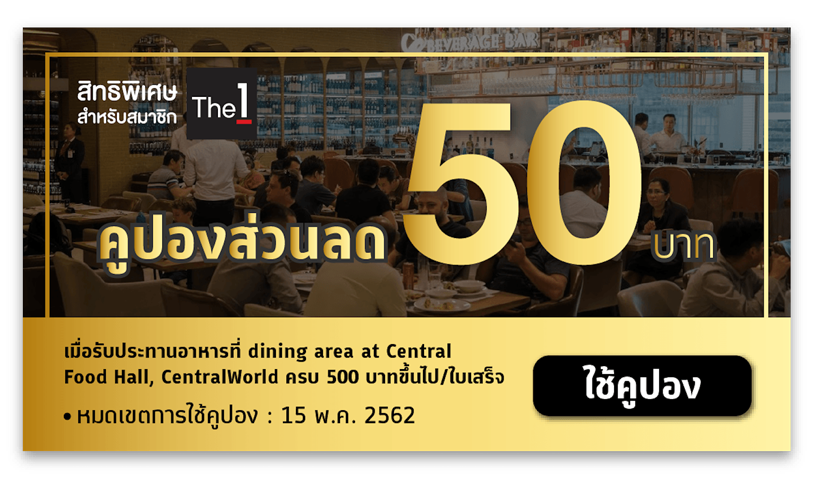 BEVERAGE BAR
สิทธิพิเศษ
สำหรับสมาชิก
The1
คูปองส่วนลด 50 บาท
เมื่อรับประทานอาหารที่ dining area at Central
Food Hall, CentralWorld ครบ 500 บาทขึ้นไป/ใบเสร็จ
• หมดเขตการใช้คูปอง : 15 พ.ค. 2562
ใช้คูปอง